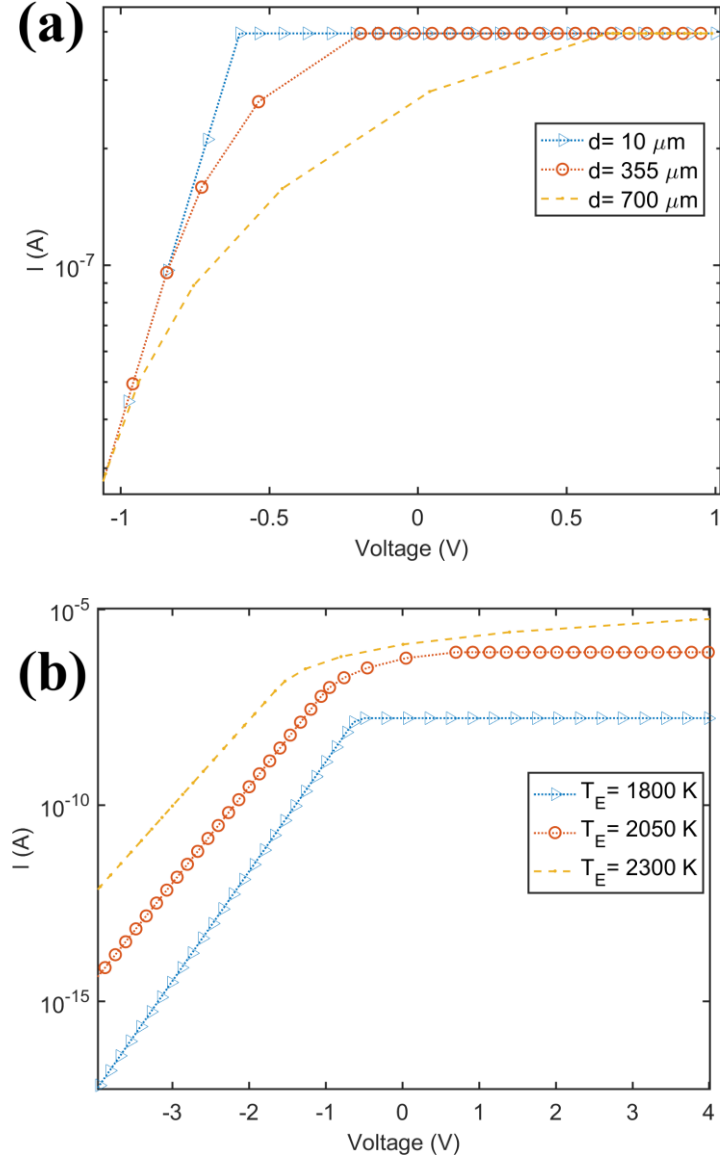 (a)
I (A)
10^-7
d= 10 μm
d= 355 μm
d= 700 μm
-1 -0.5 0 0.5 1
Voltage (V)
(b)
I (A)
10^-5
10^-10
10^-15
T_E= 1800 K
T_E= 2050 K
T_E= 2300 K
-3 -2 -1 0 1 2 3 4
Voltage (V)